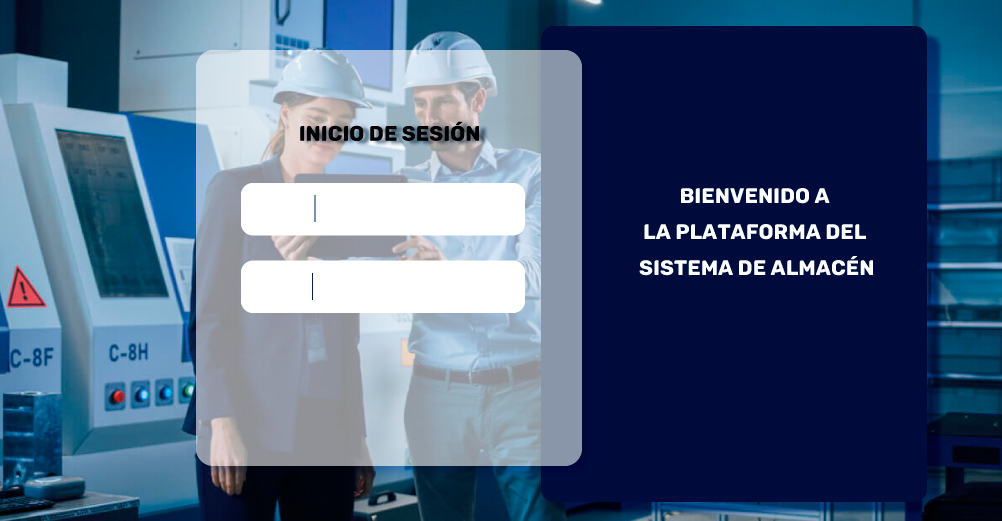 INICIO DE SESIÓN
BIENVENIDO A
LA PLATAFORMA DEL
SISTEMA DE ALMACÉN
C-8F
C-8H